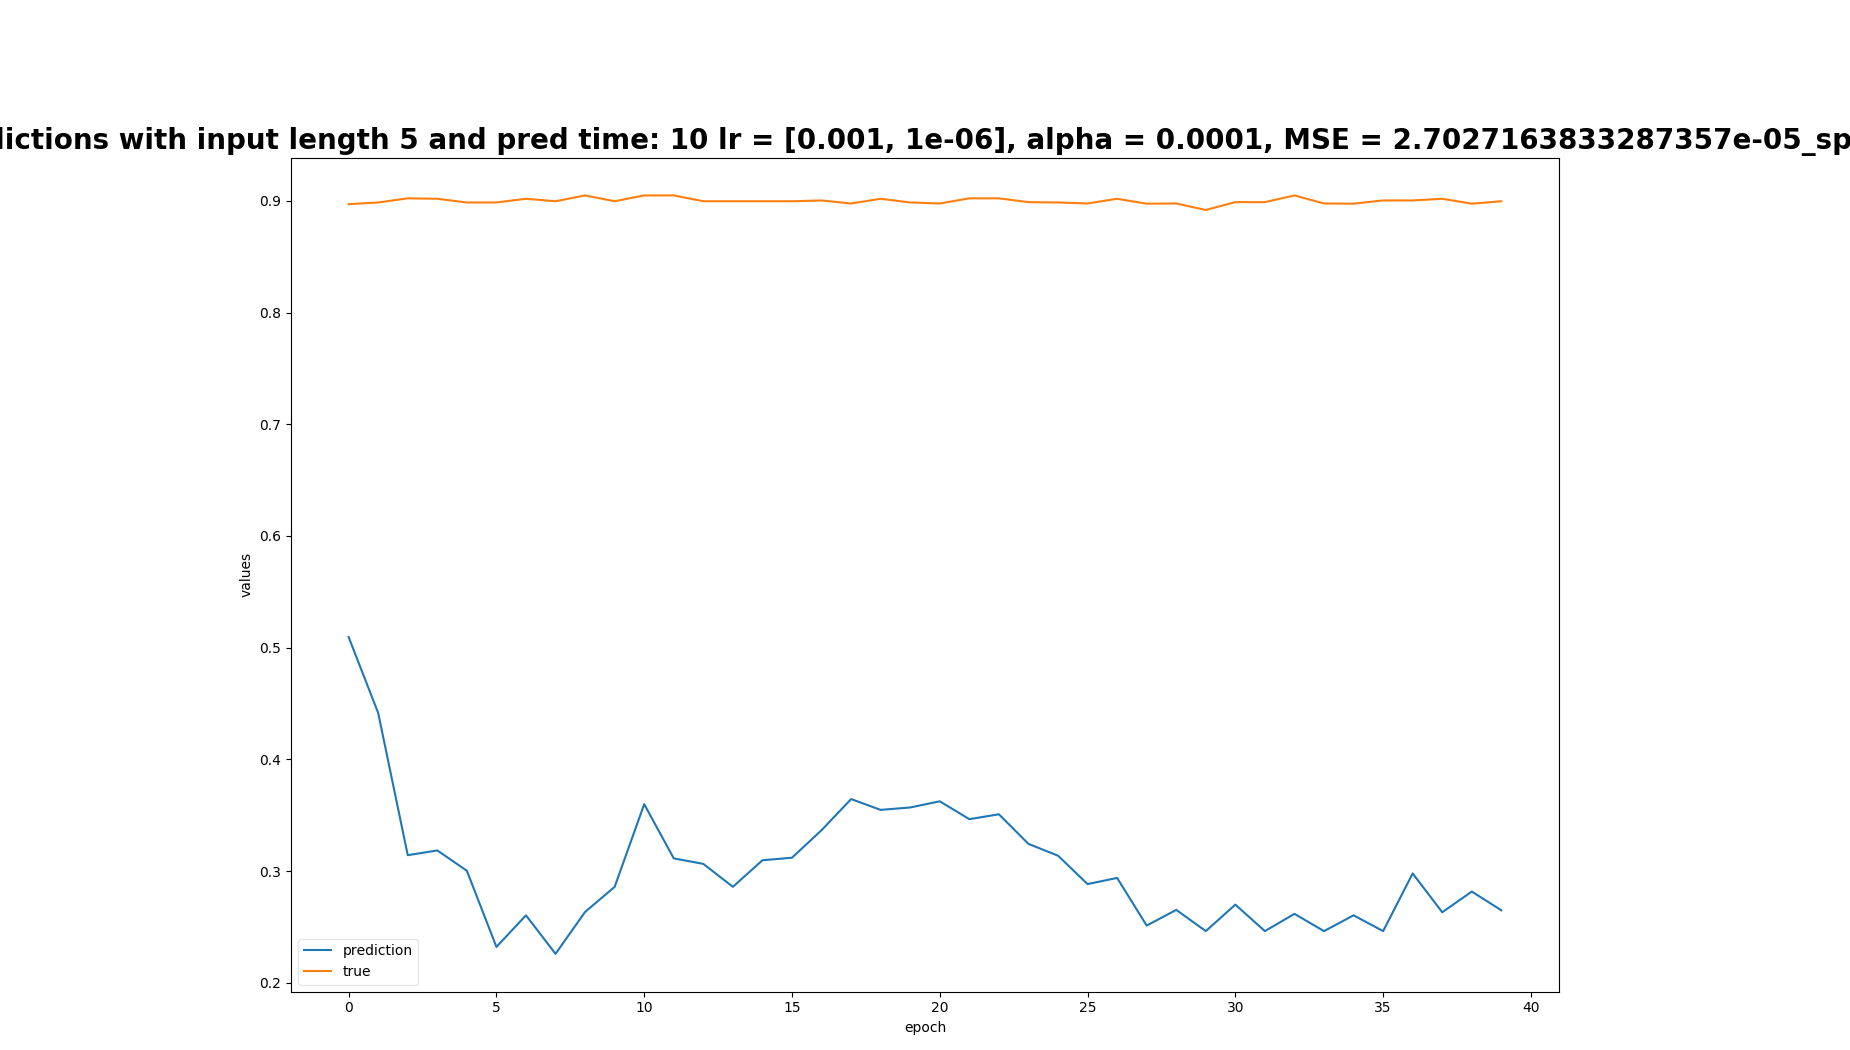 dictions with input length 5 and pred time: 10 lr = [0.001, 1e-06], alpha = 0.0001, MSE = 2.7027163833287357e-05_sp
0.9
0.8
0.7
0.6
0.5
0.4
0.3
0.2
values
prediction
true
0 5 10 15 20 25 30 35 40
epoch